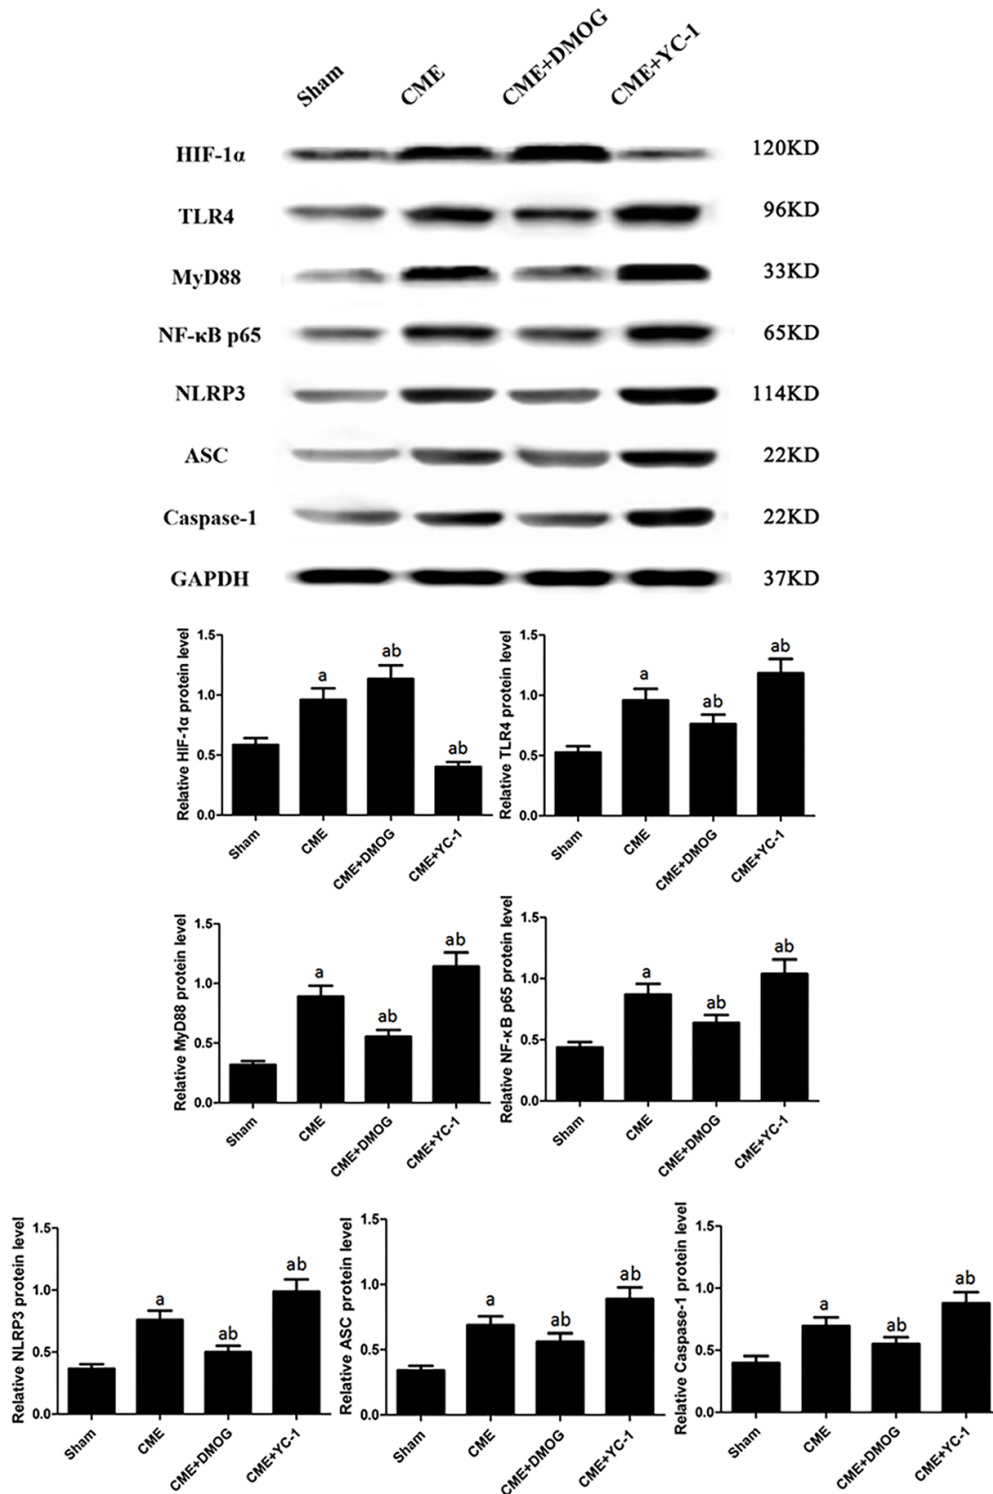 Sham CME CME+DMOG CME+YC-1
HIF-1α 120KD
TLR4 96KD
MyD88 33KD
NF-κB p65 65KD
NLRP3 114KD
ASC 22KD
Caspase-1 22KD
GAPDH 37KD
Relative HIF-1α protein level
1.5
1.0
0.5
0.0
a
ab
ab
Sham
CME
CME+DMOG
CME+YC-1
Relative TLR4 protein level
1.5
1.0
0.5
0.0
a
ab
ab
Sham
CME
CME+DMOG
CME+YC-1
Relative MyD88 protein level
1.5
1.0
0.5
0.0
a
ab
ab
Sham
CME
CME+DMOG
CME+YC-1
Relative NF-κB p65 protein level
1.5
1.0
0.5
0.0
a
ab
ab
Sham
CME
CME+DMOG
CME+YC-1
Relative NLRP3 protein level
1.5
1.0
0.5
0.0
a
ab
ab
Sham
CME
CME+DMOG
CME+YC-1
Relative ASC protein level
1.5
1.0
0.5
0.0
a
ab
ab
Sham
CME
CME+DMOG
CME+YC-1
Relative Caspase-1 protein level
1.5
1.0
0.5
0.0
a
ab
ab
Sham
CME
CME+DMOG
CME+YC-1